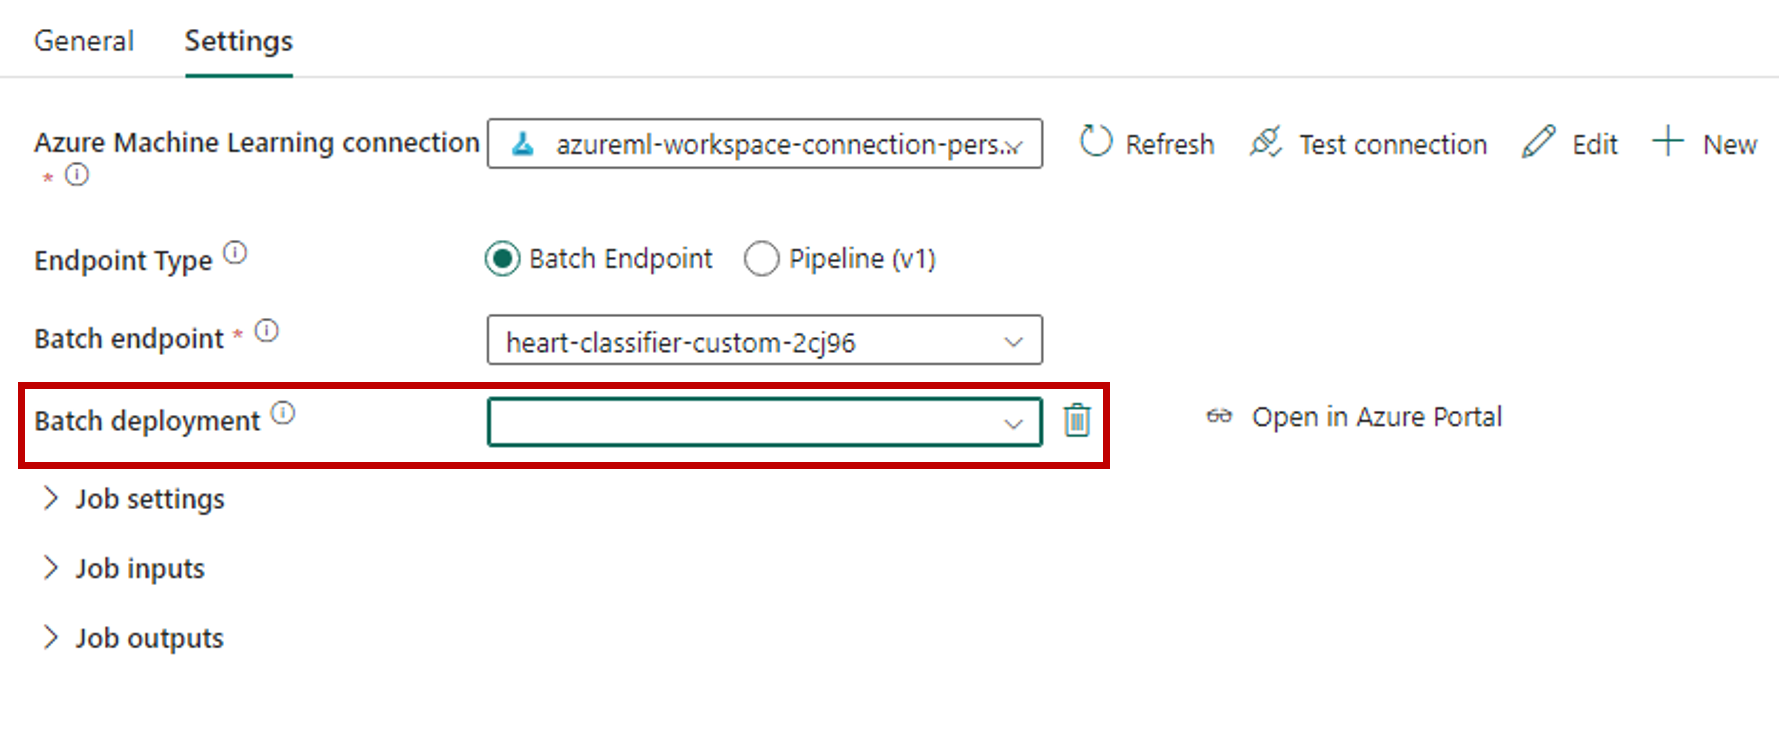 General Settings
Azure Machine Learning connection azureml-workspace-connection-pers... Refresh Test connection Edit New
*
Endpoint Type Batch Endpoint Pipeline (v1)
Batch endpoint * heart-classifier-custom-2cj96
Batch deployment Open in Azure Portal
Job settings
Job inputs
Job outputs